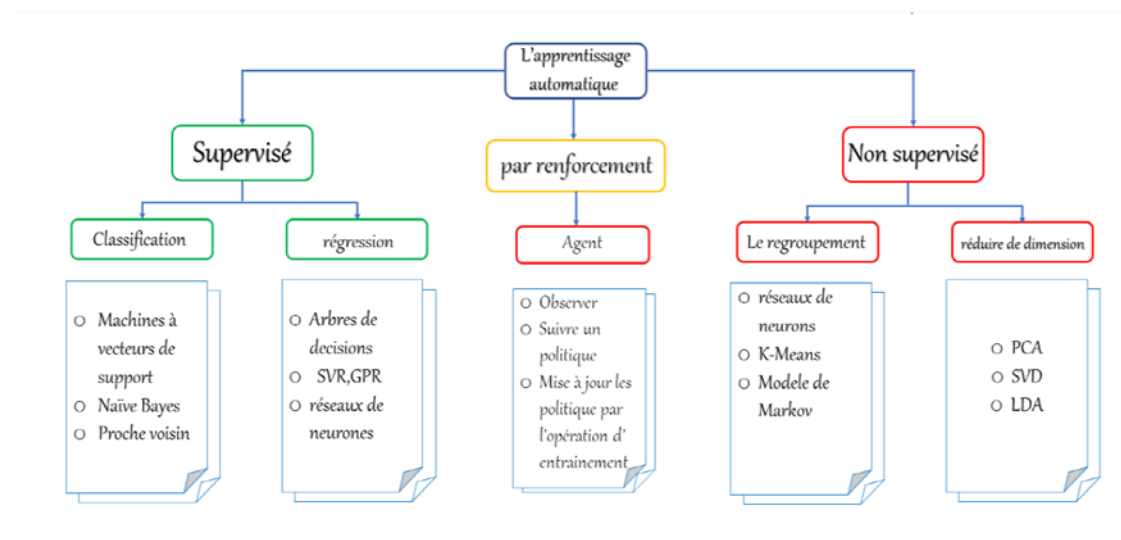 L'apprentissage
automatique
Supervisé
par renforcement
Non supervisé
Classification
régression
Agent
Le regroupement
réduire de dimension
○ Machines à
vecteurs de
support
○ Naïve Bayes
○ Proche voisin
○ Arbres de
decisions
○ SVR,GPR
○ réseaux de
neurones
○ Observer
○ Suivre un
politique
○ Mise à jour les
politique par
l'opération d'
entrainement
○ réseaux de
neurons
○ K-Means
○ Modele de
Markov
○ PCA
○ SVD
○ LDA